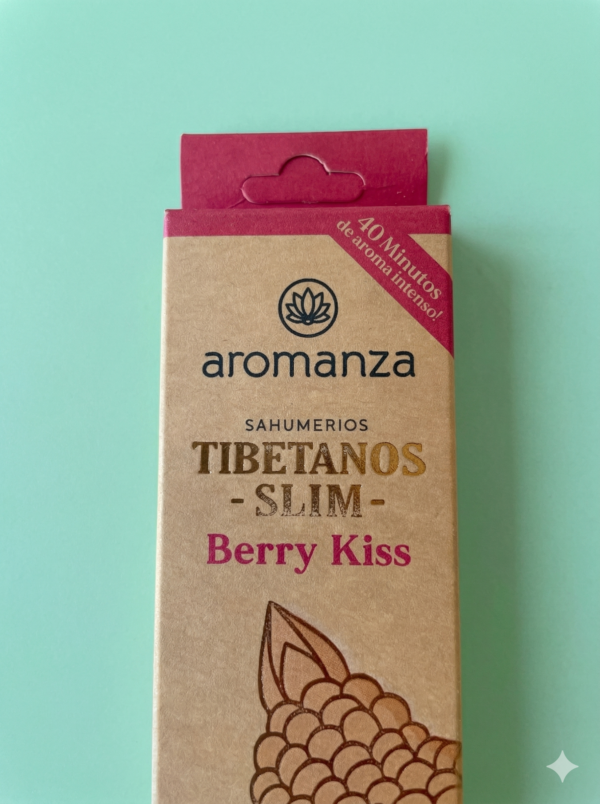 40 Minutos
de aroma intenso!
aromanza
SAHUMERIOS
TIBETANOS
-SLIM-
Berry Kiss